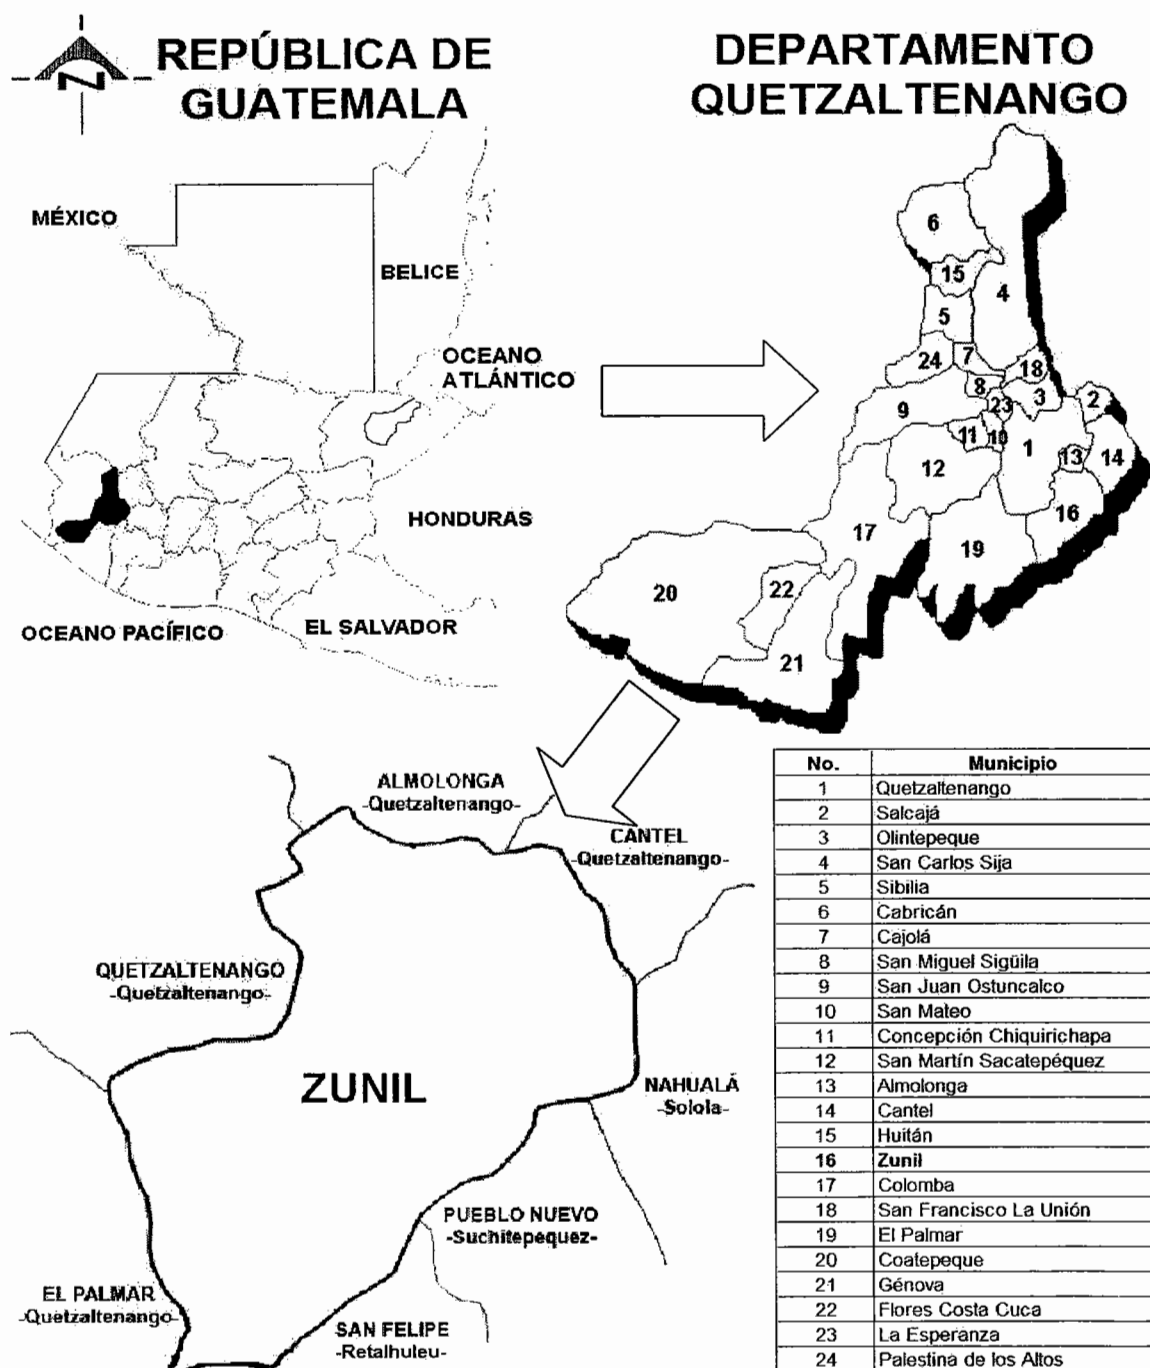 REPÚBLICA DE
GUATEMALA
N
MÉXICO
BELICE
OCEANO
ATLÁNTICO
HONDURAS
EL SALVADOR
OCEANO PACÍFICO
DEPARTAMENTO
QUETZALTENANGO
6
15
4
5
24
7
18
8
3
2
9
23
11
10
1
13
14
12
16
17
19
20
22
21
ALMOLONGA
-Quetzaltenango-
CANTEL
-Quetzaltenango-
QUETZALTENANGO
-Quetzaltenango-
ZUNIL
NAHUALÁ
-Solola-
PUEBLO NUEVO
-Suchitepequez-
EL PALMAR
-Quetzaltenango-
SAN FELIPE
-Retalhuleu-
No. Municipio
1 Quetzaltenango
2 Salcajá
3 Olintepeque
4 San Carlos Sija
5 Sibilia
6 Cabricán
7 Cajolá
8 San Miguel Sigüila
9 San Juan Ostuncalco
10 San Mateo
11 Concepción Chiquirichapa
12 San Martín Sacatepéquez
13 Almolonga
14 Cantel
15 Huitán
16 Zunil
17 Colomba
18 San Francisco La Unión
19 El Palmar
20 Coatepeque
21 Génova
22 Flores Costa Cuca
23 La Esperanza
24 Palestina de los Altos